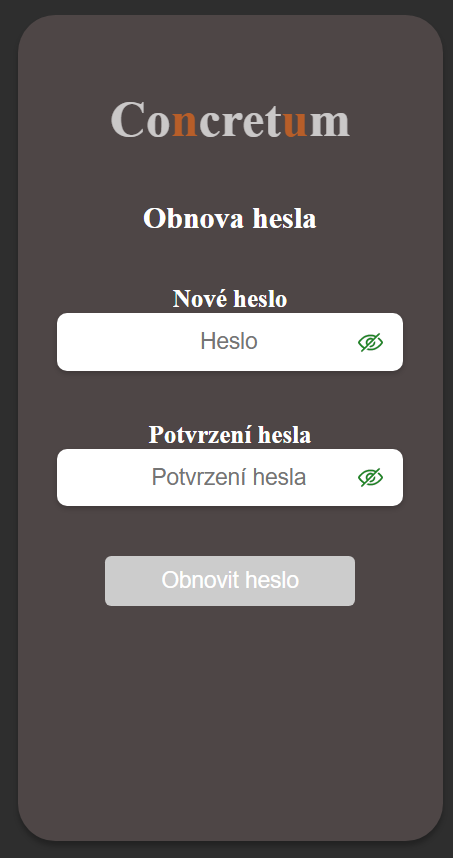 Concretum
Obnova hesla
Nové heslo
Heslo
Potvrzení hesla
Potvrzení hesla
Obnovit heslo